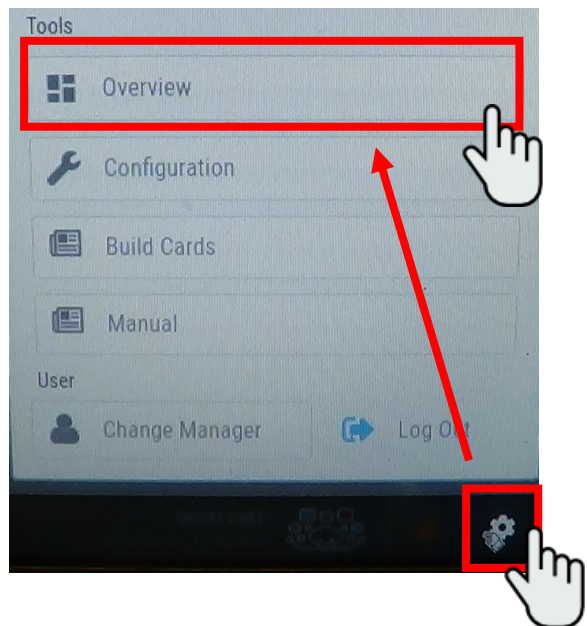 Tools
Overview
Configuration
Build Cards
Manual
User
Change Manager
Log Out